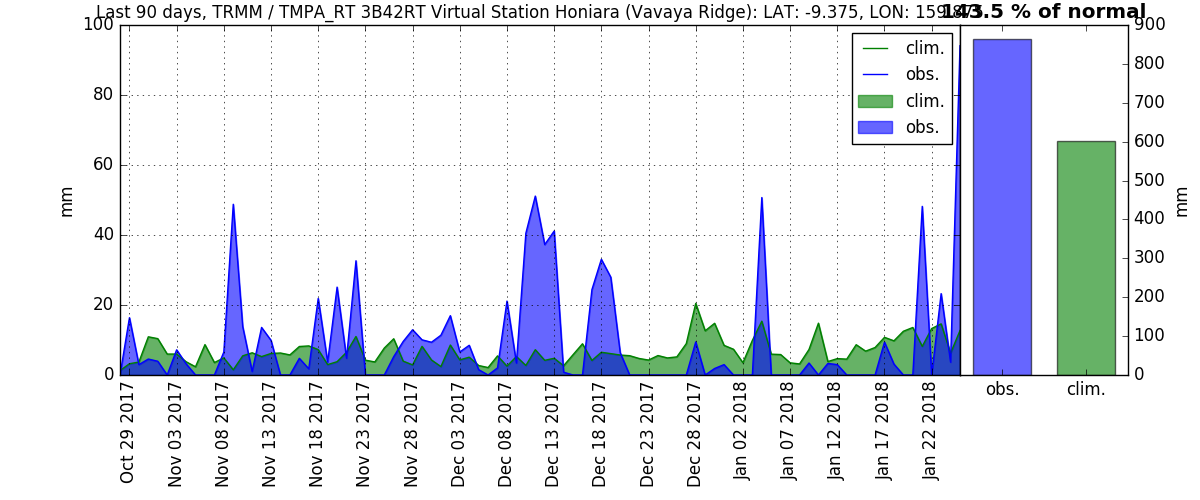 Last 90 days, TRMM / TMPA_RT 3B42RT Virtual Station Honiara (Vavaya Ridge): LAT: -9.375, LON: 159.875
143.5 % of normal
100
80
60
40
20
0
mm
clim.
obs.
clim.
obs.
Oct 29 2017
Nov 03 2017
Nov 08 2017
Nov 13 2017
Nov 18 2017
Nov 23 2017
Nov 28 2017
Dec 03 2017
Dec 08 2017
Dec 13 2017
Dec 18 2017
Dec 23 2017
Dec 28 2017
Jan 02 2018
Jan 07 2018
Jan 12 2018
Jan 17 2018
Jan 22 2018
900
800
700
600
500
400
300
200
100
0
mm
obs.
clim.